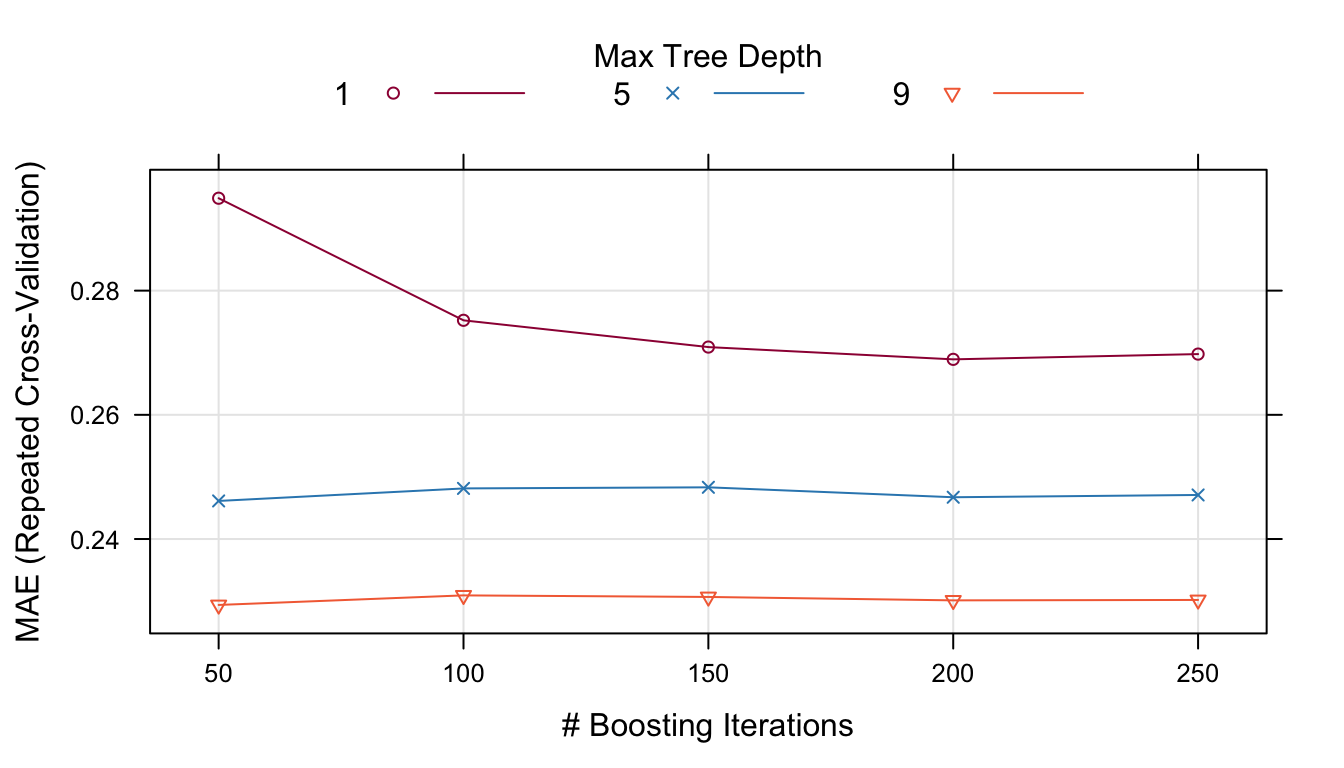 Max Tree Depth
1 5 9
MAE (Repeated Cross-Validation)
0.28
0.26
0.24
50 100 150 200 250
# Boosting Iterations